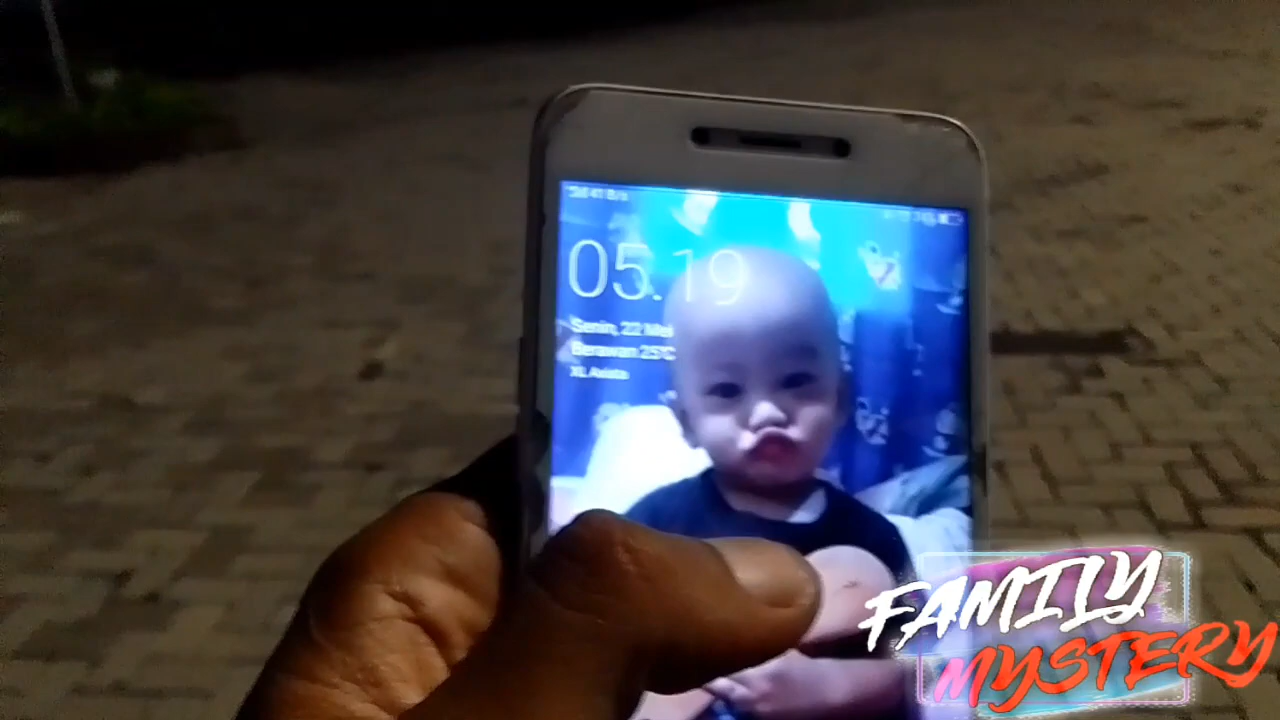 05.19
Senin, 22 Mei
Berawan 25°C
XL Axiata
FAMILY
MYSTERY